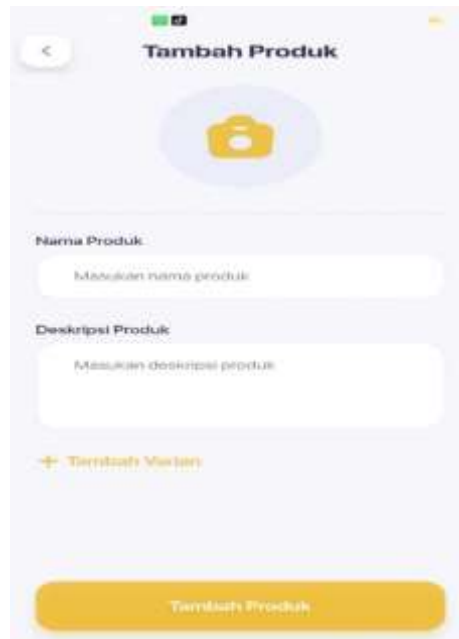 Tambah Produk
Nama Produk
Masukan nama produk
Deskripsi Produk
Masukan deskripsi produk
+ Tambah Varian
Tambah Produk